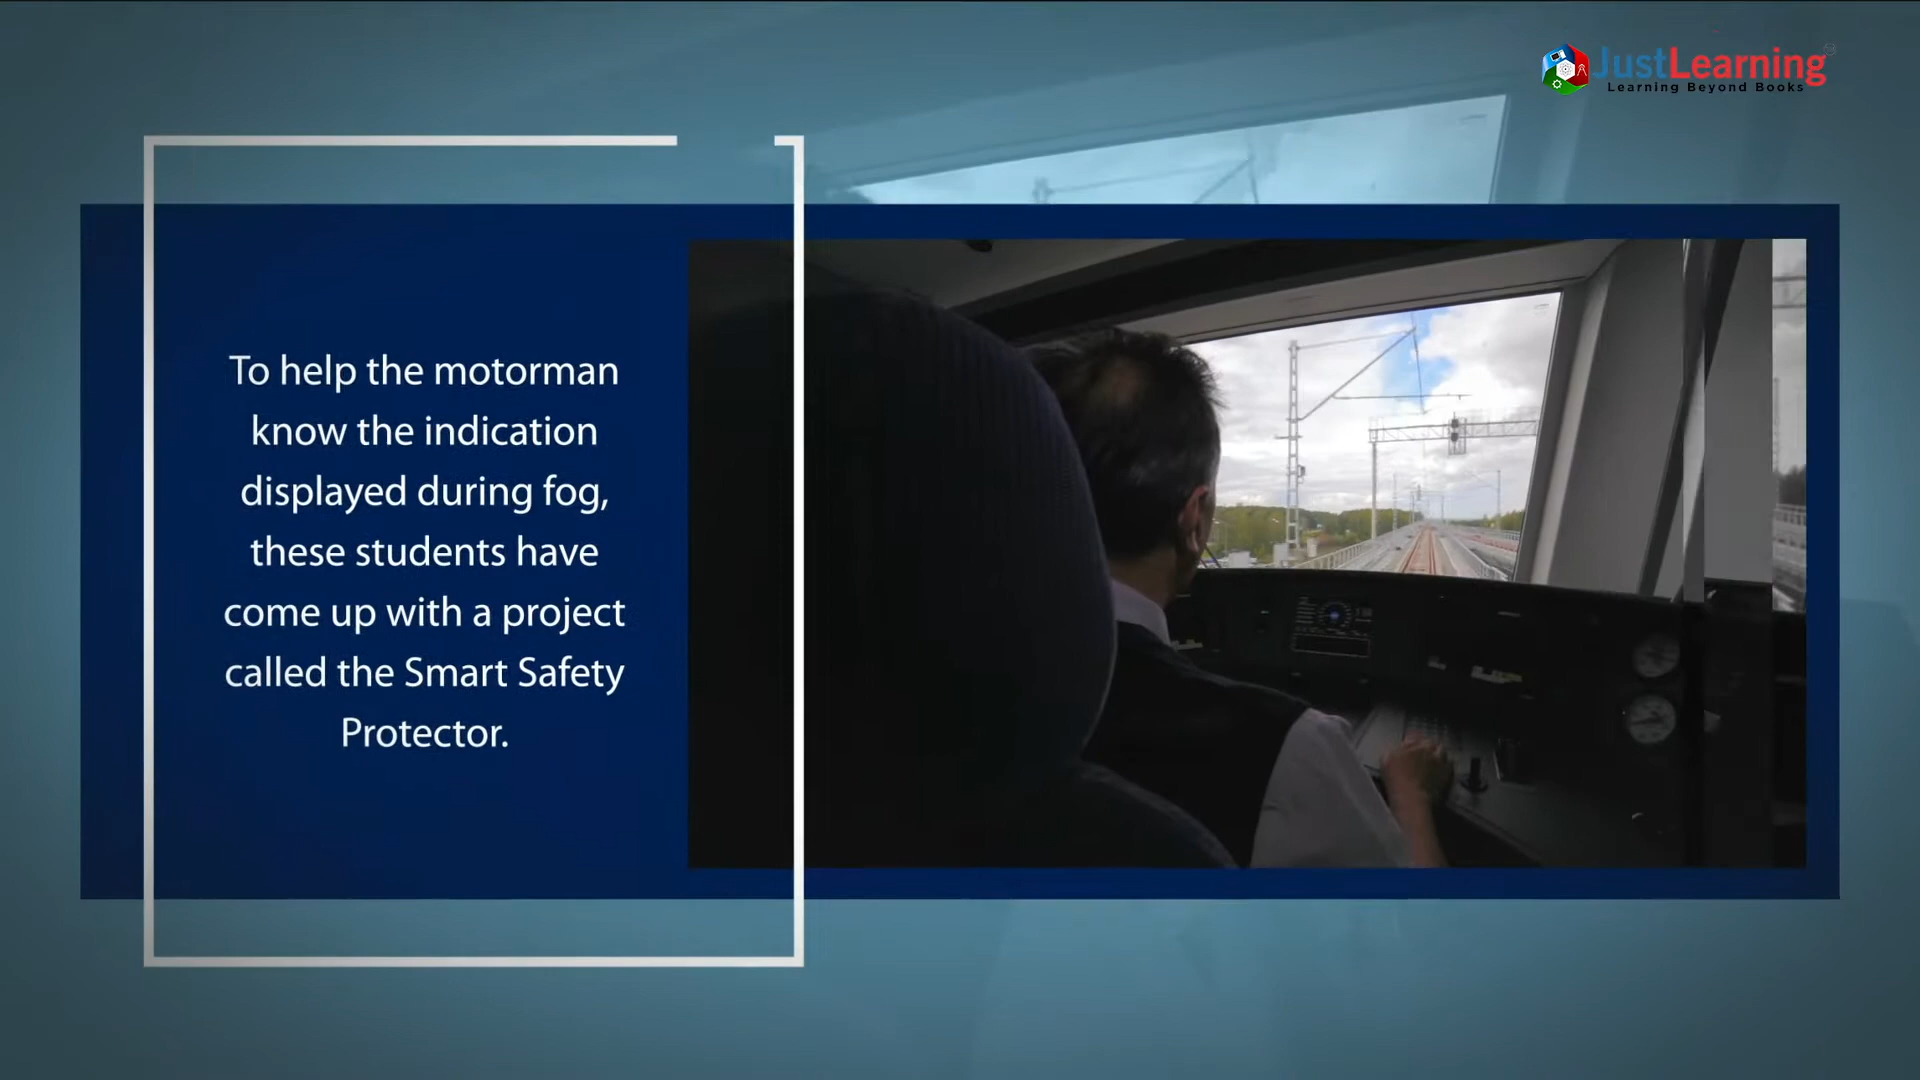 JustLearning
Learning Beyond Books
To help the motorman
know the indication
displayed during fog,
these students have
come up with a project
called the Smart Safety
Protector.